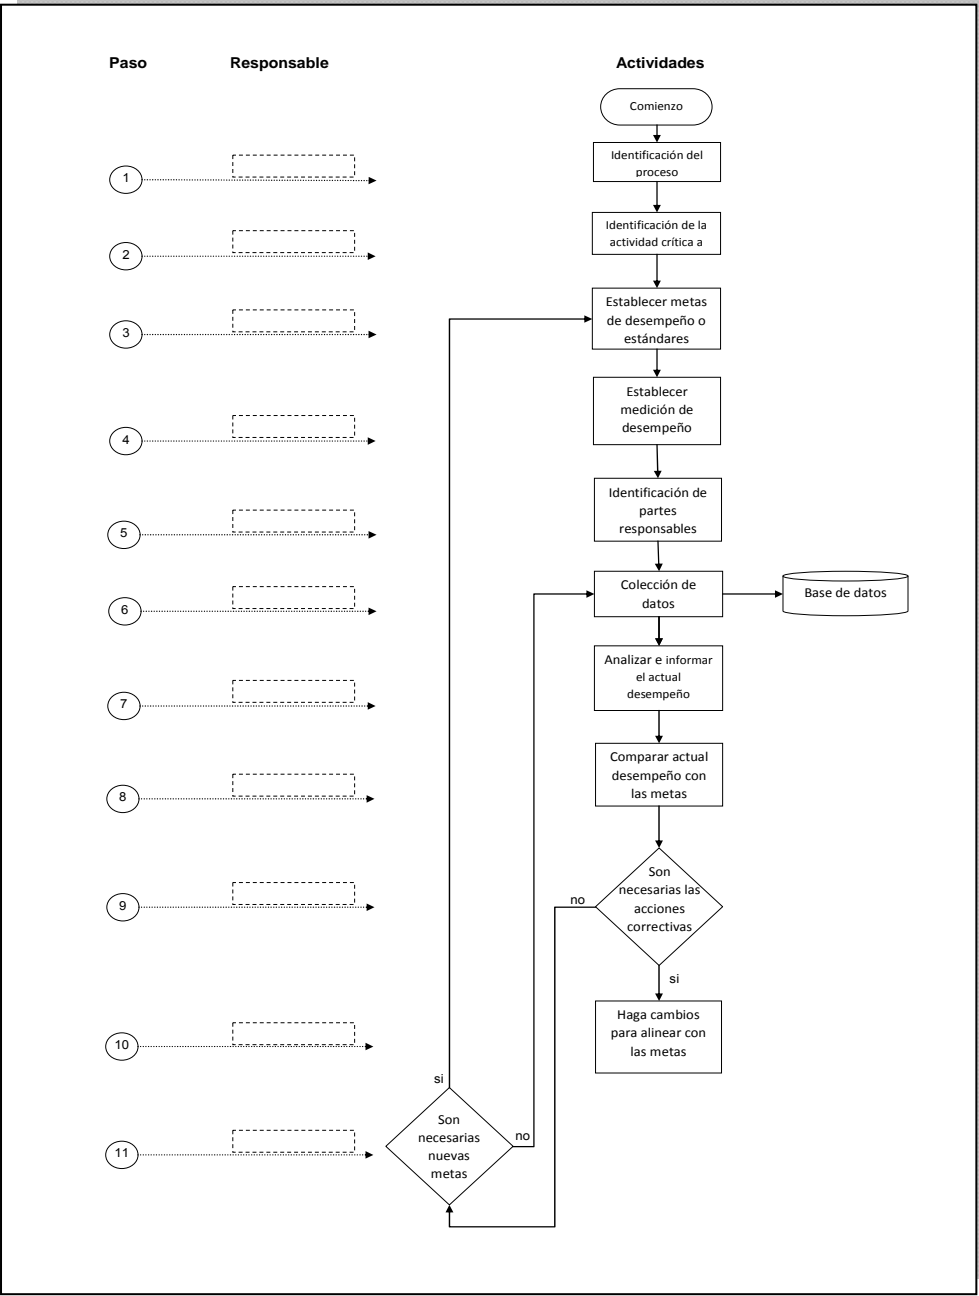 Paso Responsable Actividades
Comienzo
1
Identificación del
proceso
2
Identificación de la
actividad crítica a
3
Establecer metas
de desempeño o
estándares
4
Establecer
medición de
desempeño
5
Identificación de
partes
responsables
6
Colección de
datos
Base de datos
7
Analizar e informar
el actual
desempeño
8
Comparar actual
desempeño con
las metas
9
Son
necesarias las
acciones
correctivas
no
si
10
Haga cambios
para alinear con
las metas
11
si
Son
necesarias
nuevas
metas
no